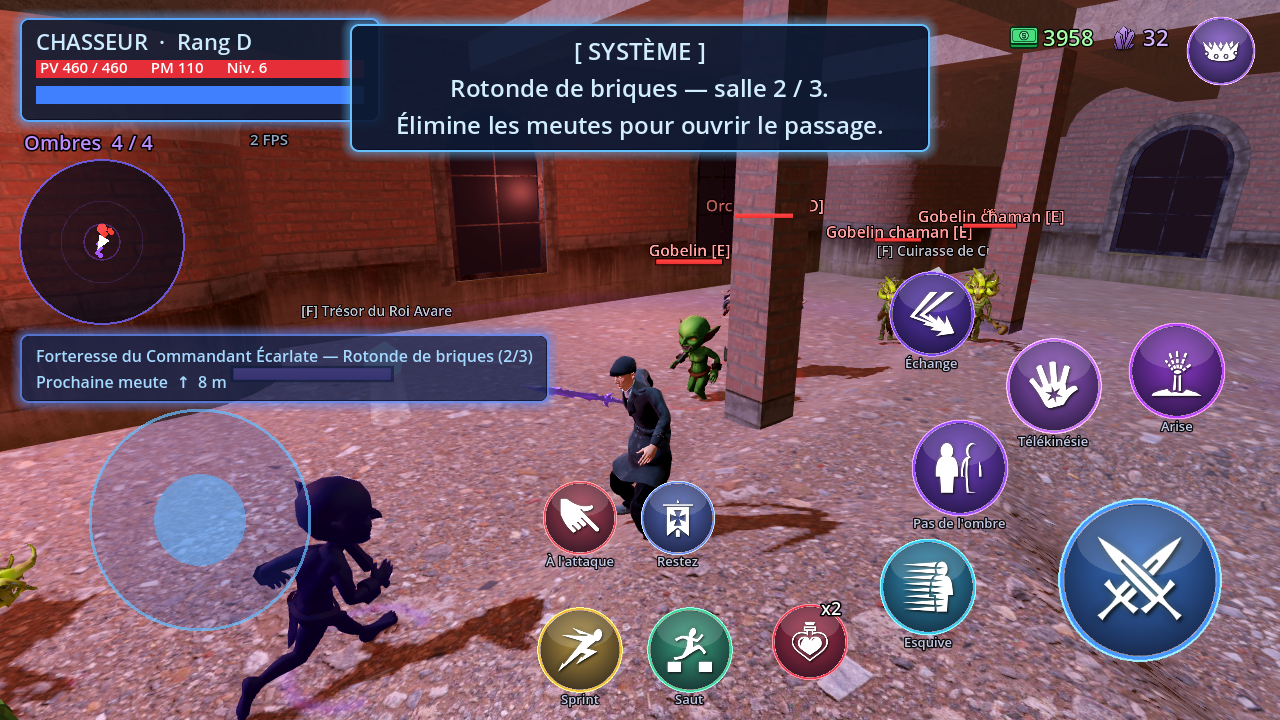 CHASSEUR · Rang D
PV 460 / 460 PM 110 Niv. 6
[ SYSTÈME ]
Rotonde de briques — salle 2 / 3.
Élimine les meutes pour ouvrir le passage.
3958
32
Ombres 4 / 4
2 FPS
Orc D]
Gobelin chaman [E]
Gobelin chaman [E]
Gobelin [E]
[F] Cuirasse de
[F] Trésor du Roi Avare
Forteresse du Commandant Écarlate — Rotonde de briques (2/3)
Prochaine meute ↑ 8 m
Échange
Télékinésie
Arise
Pas de l'ombre
À l'attaque
Restez
x2
Esquive
Sprint
Saut